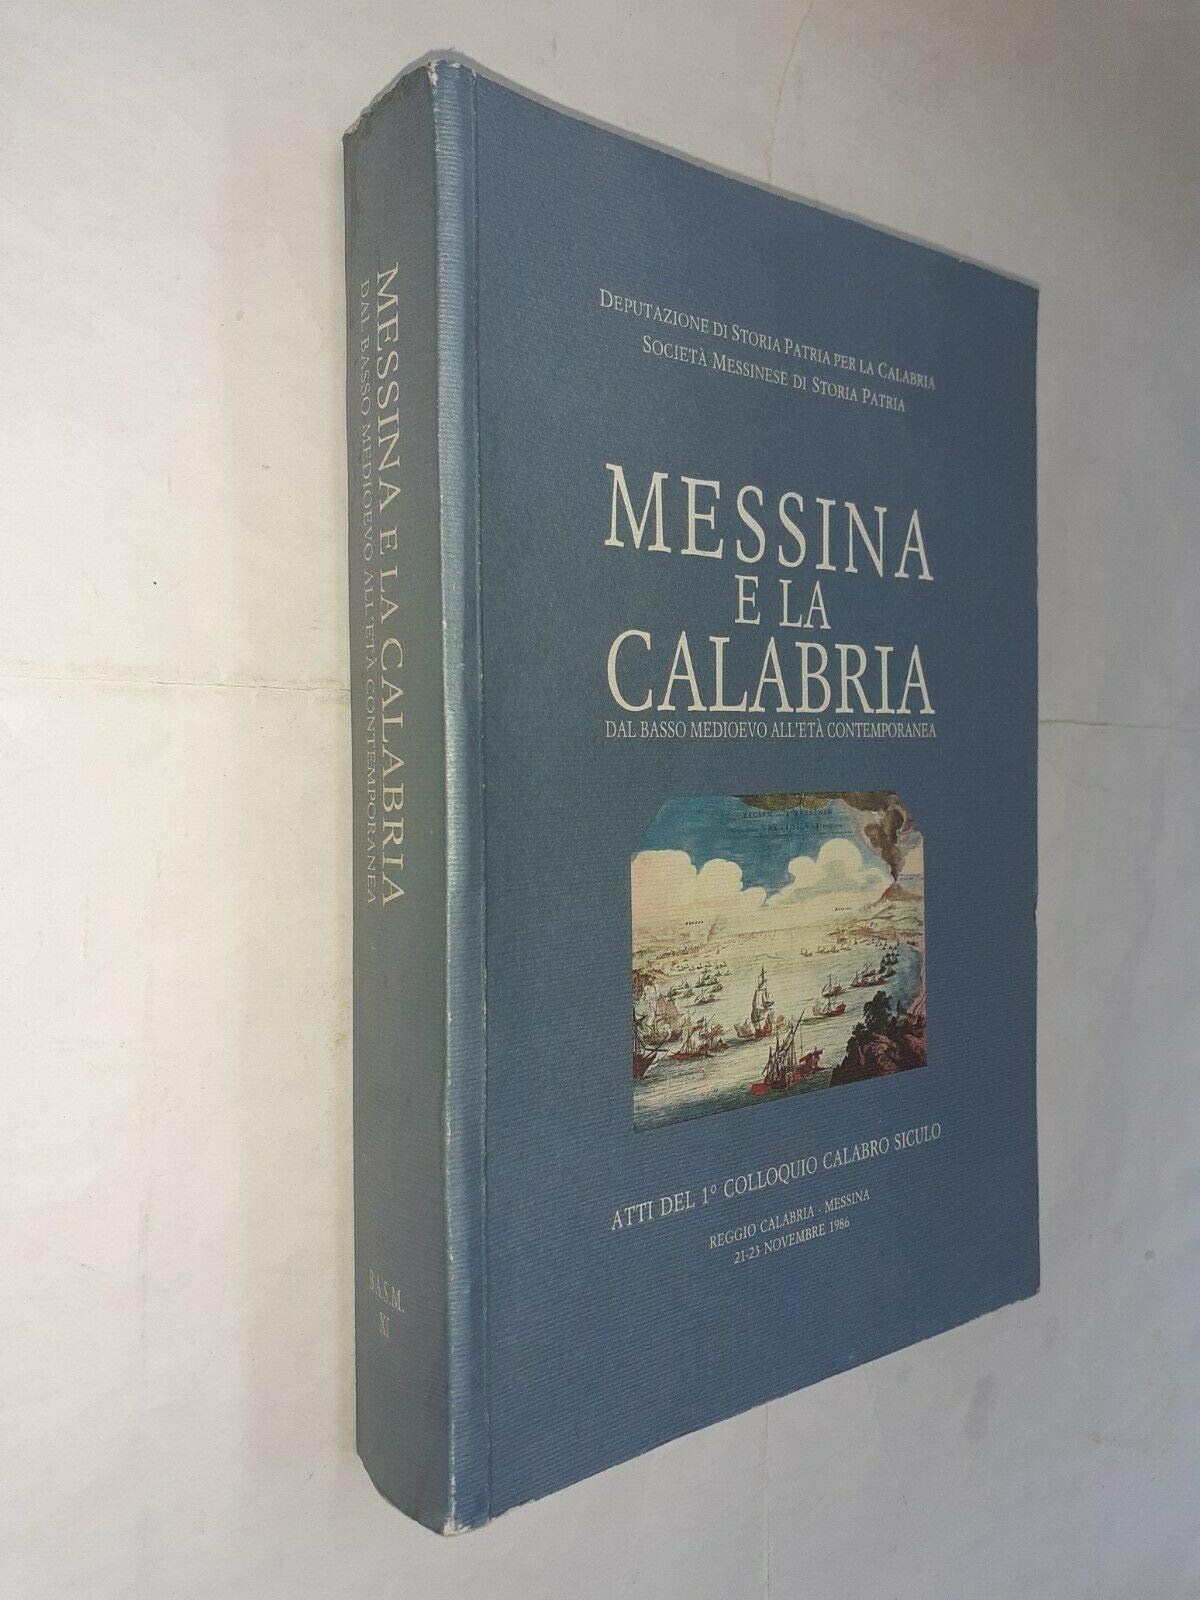 MESSINA E LA CALABRIA
DAL BASSO MEDIOEVO ALL'ETÀ CONTEMPORANEA
B.A.S.M.
XI
DEPUTAZIONE DI STORIA PATRIA PER LA CALABRIA
SOCIETÀ MESSINESE DI STORIA PATRIA
MESSINA
E LA
CALABRIA
DAL BASSO MEDIOEVO ALL'ETÀ CONTEMPORANEA
ATTI DEL 1° COLLOQUIO CALABRO SICULO
REGGIO CALABRIA - MESSINA
21-23 NOVEMBRE 1986